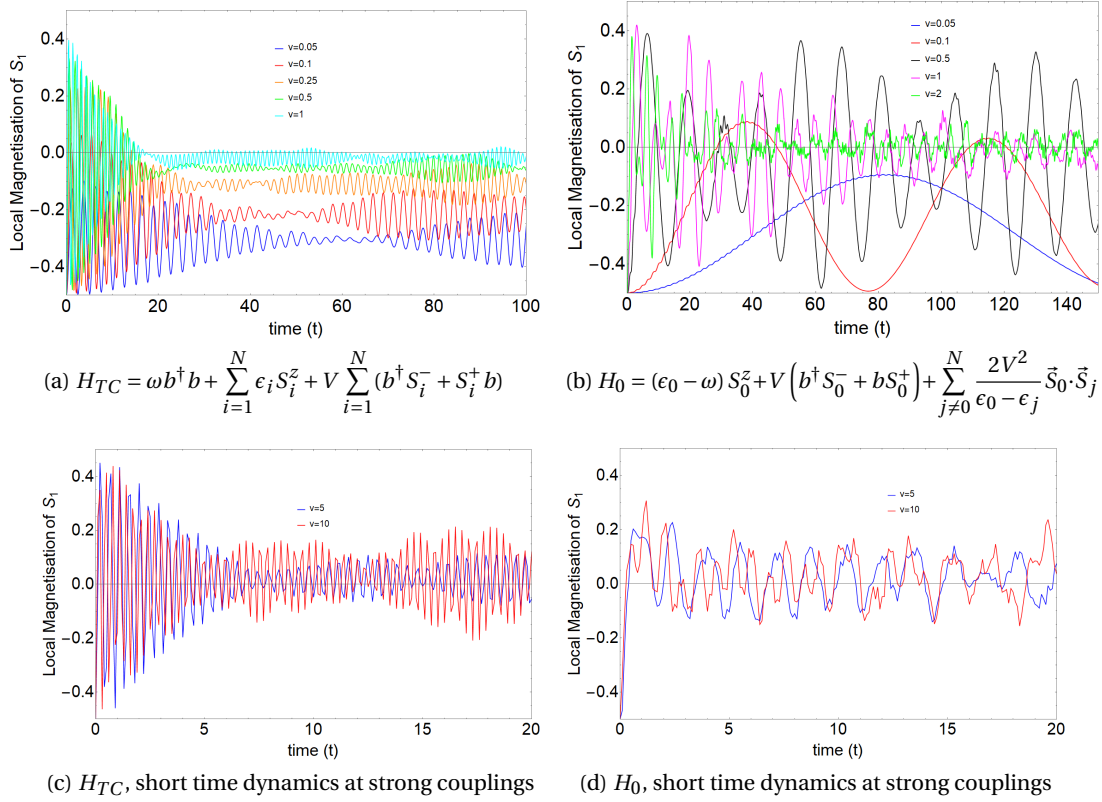 Local Magnetisation of S₁
0.4
0.2
0.0
−0.2
−0.4
v=0.05
v=0.1
v=0.25
v=0.5
v=1
0 20 40 60 80 100
time (t)
(a) H_{TC} = ωb†b + ∑_{i=1}^{N} ϵ_i S_i^z + V ∑_{i=1}^{N} (b†S_i^- + S_i^+ b)
Local Magnetisation of S₁
0.4
0.2
0.0
−0.2
−0.4
v=0.05
v=0.1
v=0.5
v=1
v=2
0 20 40 60 80 100 120 140
time (t)
(b) H_0 = (ϵ_0 − ω) S_0^z + V (b†S_0^- + bS_0^+) + ∑_{j≠0}^{N} \frac{2V^2}{ϵ_0 − ϵ_j} \vec{S}_0·\vec{S}_j
Local Magnetisation of S₁
0.4
0.2
0.0
−0.2
−0.4
v=5
v=10
0 5 10 15 20
time (t)
(c) H_{TC}, short time dynamics at strong couplings
Local Magnetisation of S₁
0.4
0.2
0.0
−0.2
−0.4
v=5
v=10
0 5 10 15 20
time (t)
(d) H_0, short time dynamics at strong couplings